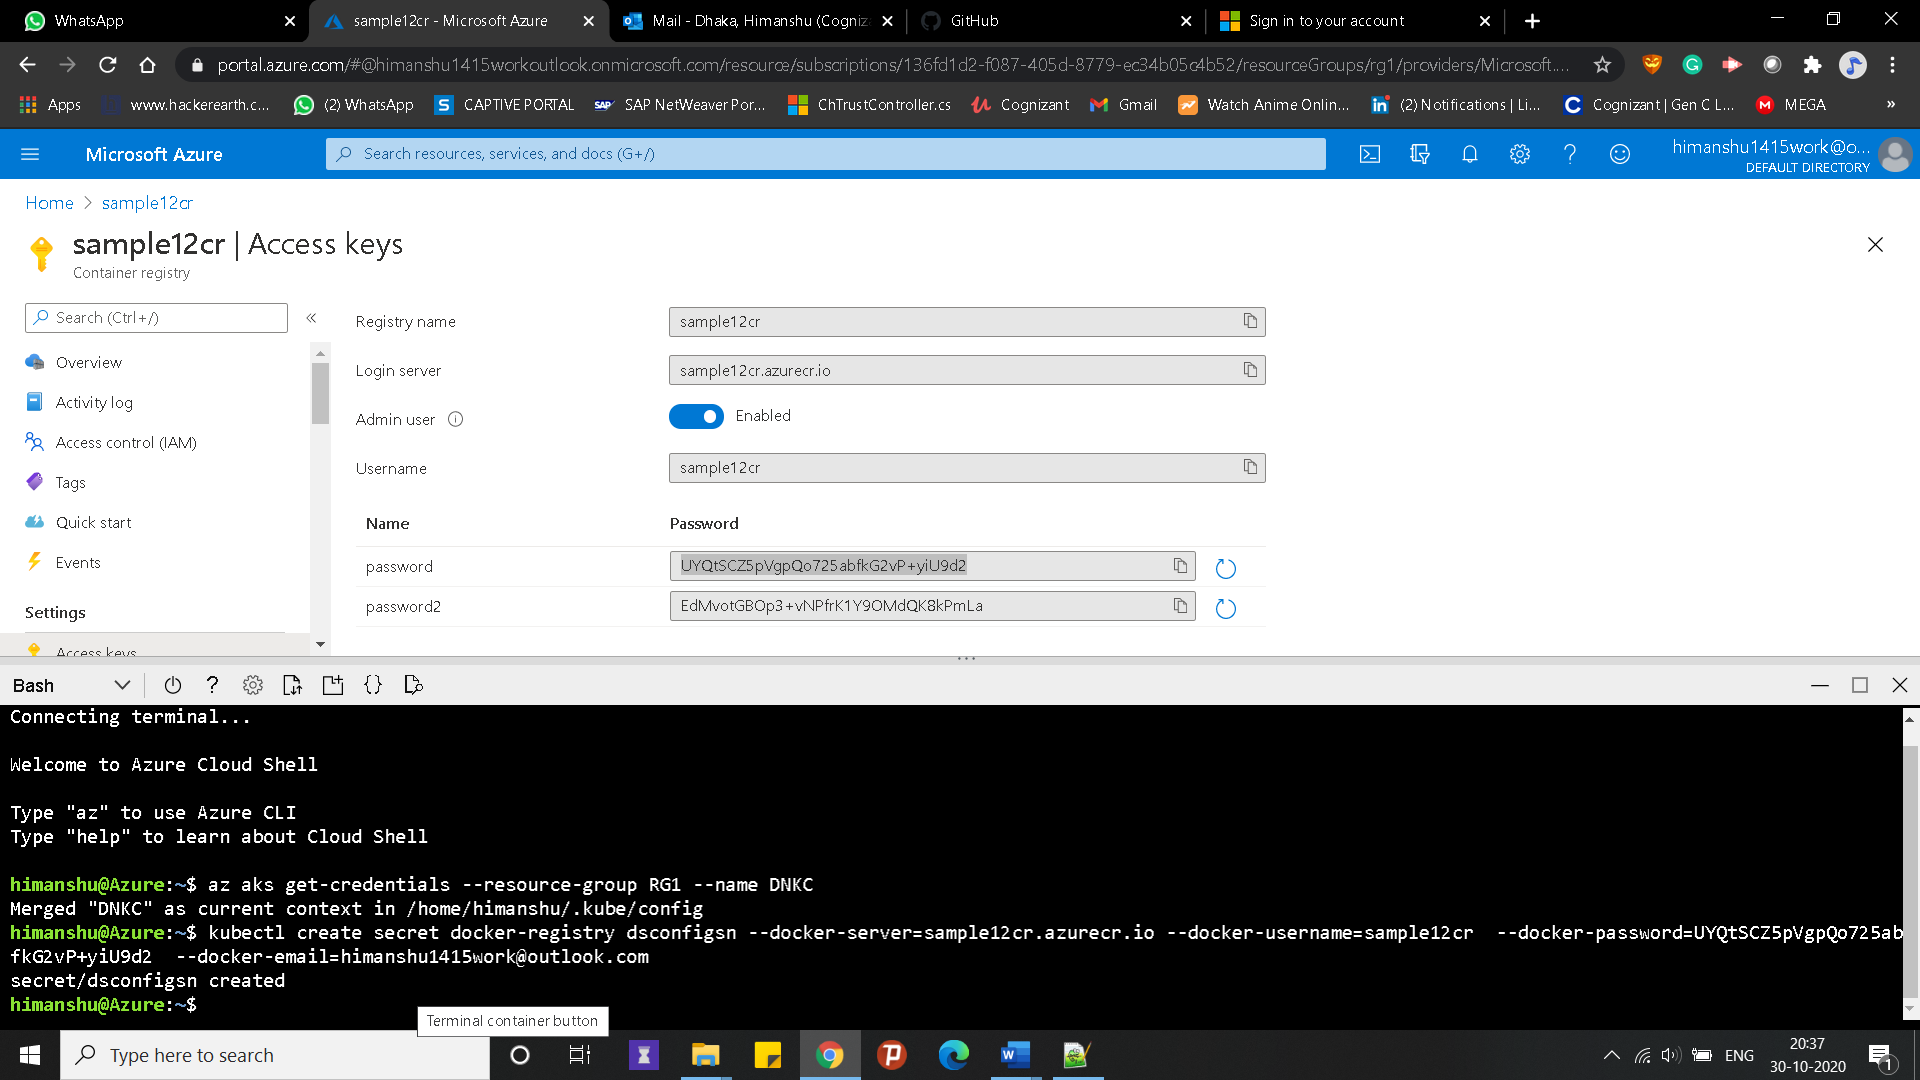 WhatsApp
sample12cr - Microsoft Azure
Mail - Dhaka, Himanshu (Cogniza
GitHub
Sign in to your account
portal.azure.com/#@himanshu1415workoutlook.onmicrosoft.com/resource/subscriptions/136fd1d2-f087-405d-8779-ec34b05c4b52/resourceGroups/rg1/providers/Microsoft....
Apps
www.hackerearth.c...
(2) WhatsApp
S CAPTIVE PORTAL
SAP SAP NetWeaver Por...
ChTrustController.cs
Cognizant
Gmail
Watch Anime Onlin...
in (2) Notifications | Li...
C Cognizant | Gen C L...
M MEGA
»
Microsoft Azure
Search resources, services, and docs (G+/)
himanshu1415work@o...
DEFAULT DIRECTORY
Home > sample12cr
sample12cr | Access keys
Container registry
Search (Ctrl+/)
«
Overview
Activity log
Access control (IAM)
Tags
Quick start
Events
Settings
Access keys
Registry name
sample12cr
Login server
sample12cr.azurecr.io
Admin user
Enabled
Username
sample12cr
Name
Password
password
UYQtSCZ5pVgpQo725abfkG2vP+yiU9d2
password2
EdMvotGBOp3+vNPfrK1Y9OMdQK8kPmLa
Bash
Connecting terminal...
Welcome to Azure Cloud Shell
Type "az" to use Azure CLI
Type "help" to learn about Cloud Shell
himanshu@Azure:~$ az aks get-credentials --resource-group RG1 --name DNKC
Merged "DNKC" as current context in /home/himanshu/.kube/config
himanshu@Azure:~$ kubectl create secret docker-registry dsconfigsn --docker-server=sample12cr.azurecr.io --docker-username=sample12cr  --docker-password=UYQtSCZ5pVgpQo725ab
fkG2vP+yiU9d2  --docker-email=himanshu1415work@outlook.com
secret/dsconfigsn created
himanshu@Azure:~$
Terminal container button
Type here to search
ENG
20:37
30-10-2020
1